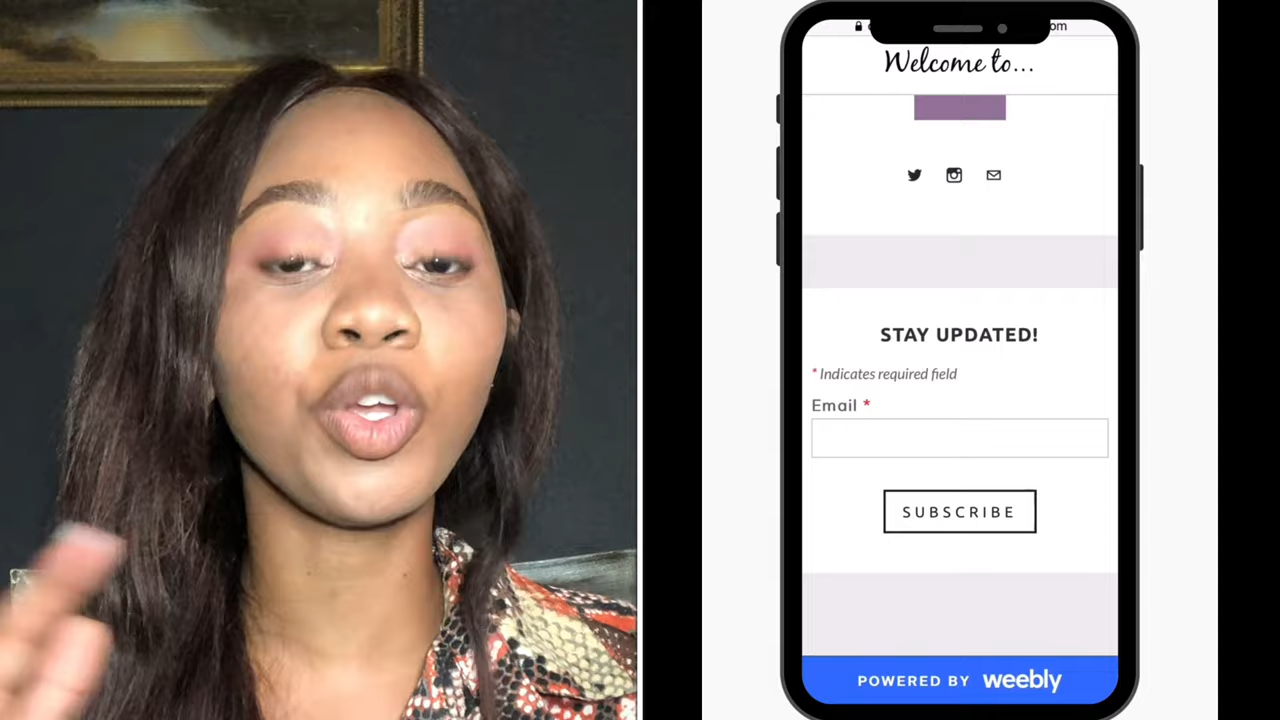 Welcome to...
STAY UPDATED!
* Indicates required field
Email *
SUBSCRIBE
POWERED BY weebly